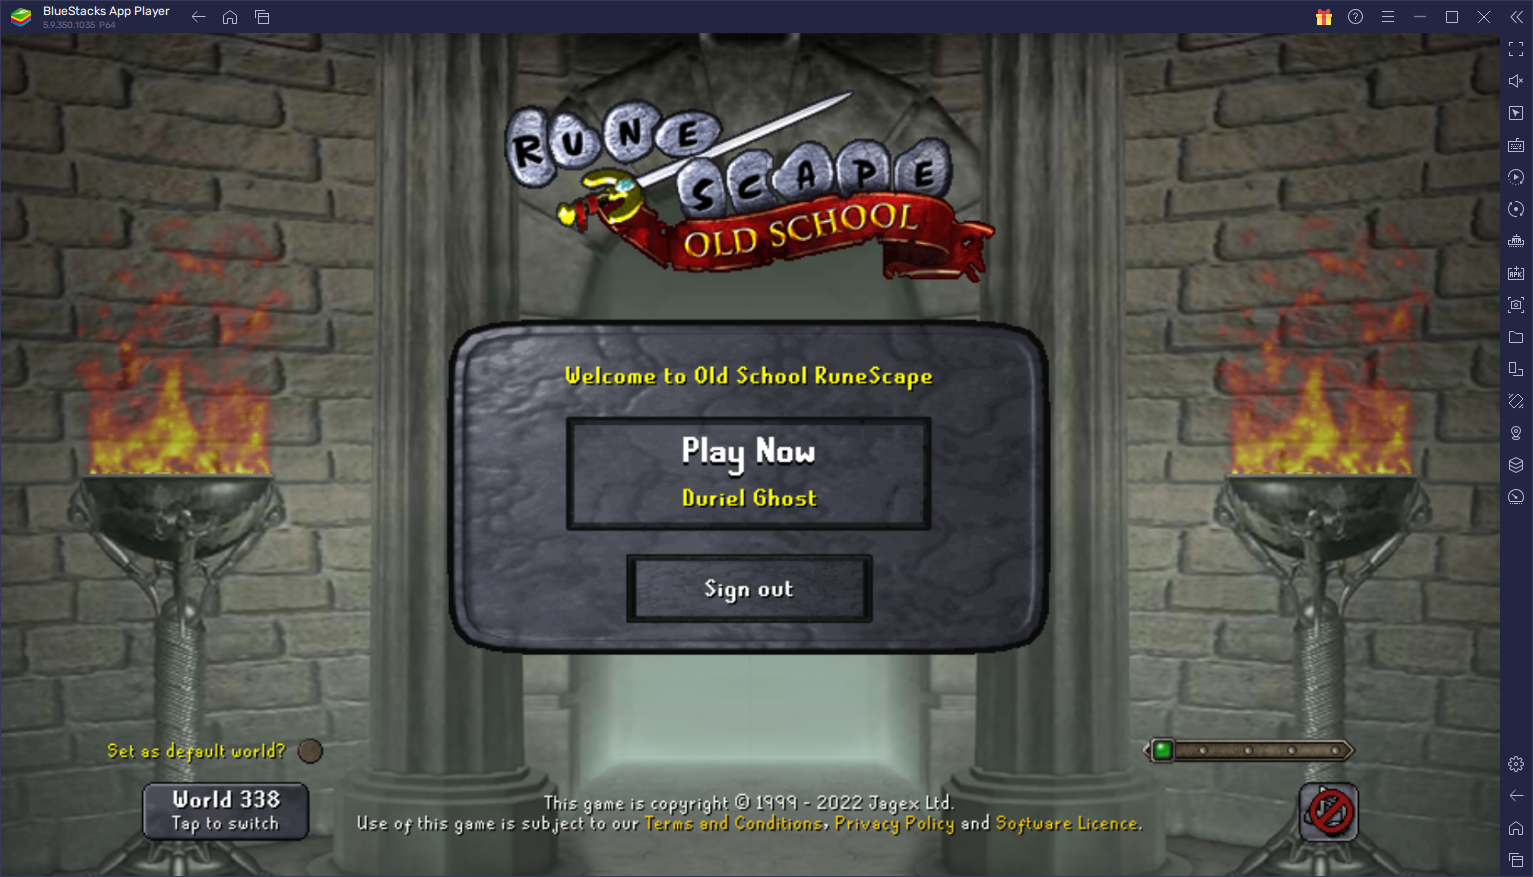 BlueStacks App Player
5.9.350.1035 P64
RUNE
SCAPE
OLD SCHOOL
Welcome to Old School RuneScape
Play Now
Duriel Ghost
Sign out
Set as default world?
World 338
Tap to switch
This game is copyright © 1999 - 2022 Jagex Ltd.
Use of this game is subject to our Terms and Conditions, Privacy Policy and Software Licence.
APK